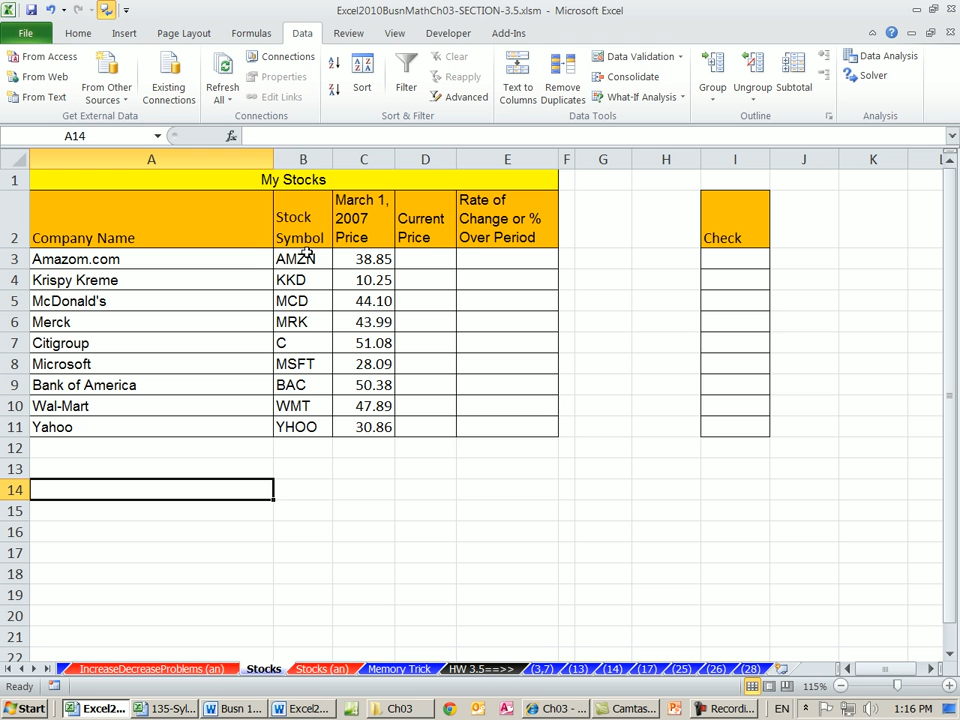 Excel2010BusnMathCh03-SECTION-3.5.xlsm - Microsoft Excel
File Home Insert Page Layout Formulas Data Review View Developer Add-Ins
From Access
From Web
From Text
From Other
Sources
Existing
Connections
Get External Data
Refresh
All
Connections
Properties
Edit Links
Connections
Sort
Filter
Clear
Reapply
Advanced
Sort & Filter
Text to
Columns
Remove
Duplicates
Data Validation
Consolidate
What-If Analysis
Data Tools
Group
Ungroup
Subtotal
Outline
Data Analysis
Solver
Analysis
A14 fx
A B C D E F G H I J K L
1 My Stocks
2 Company Name
Stock
Symbol
March 1,
2007
Price
Current
Price
Rate of
Change or %
Over Period
Check
3 Amazom.com AMZN 38.85
4 Krispy Kreme KKD 10.25
5 McDonald's MCD 44.10
6 Merck MRK 43.99
7 Citigroup C 51.08
8 Microsoft MSFT 28.09
9 Bank of America BAC 50.38
10 Wal-Mart WMT 47.89
11 Yahoo YHOO 30.86
12
13
14
15
16
17
18
19
20
21
22
IncreaseDecreaseProblems (an) Stocks Stocks (an) Memory Trick HW 3.5==>> (3,7) (13) (14) (17) (25) (26) (28)
Ready 115%
Start Excel2... 135-Syl... Busn 1... Excel2... Ch03 Ch03 - ... Camtas... Recordi... EN 1:16 PM